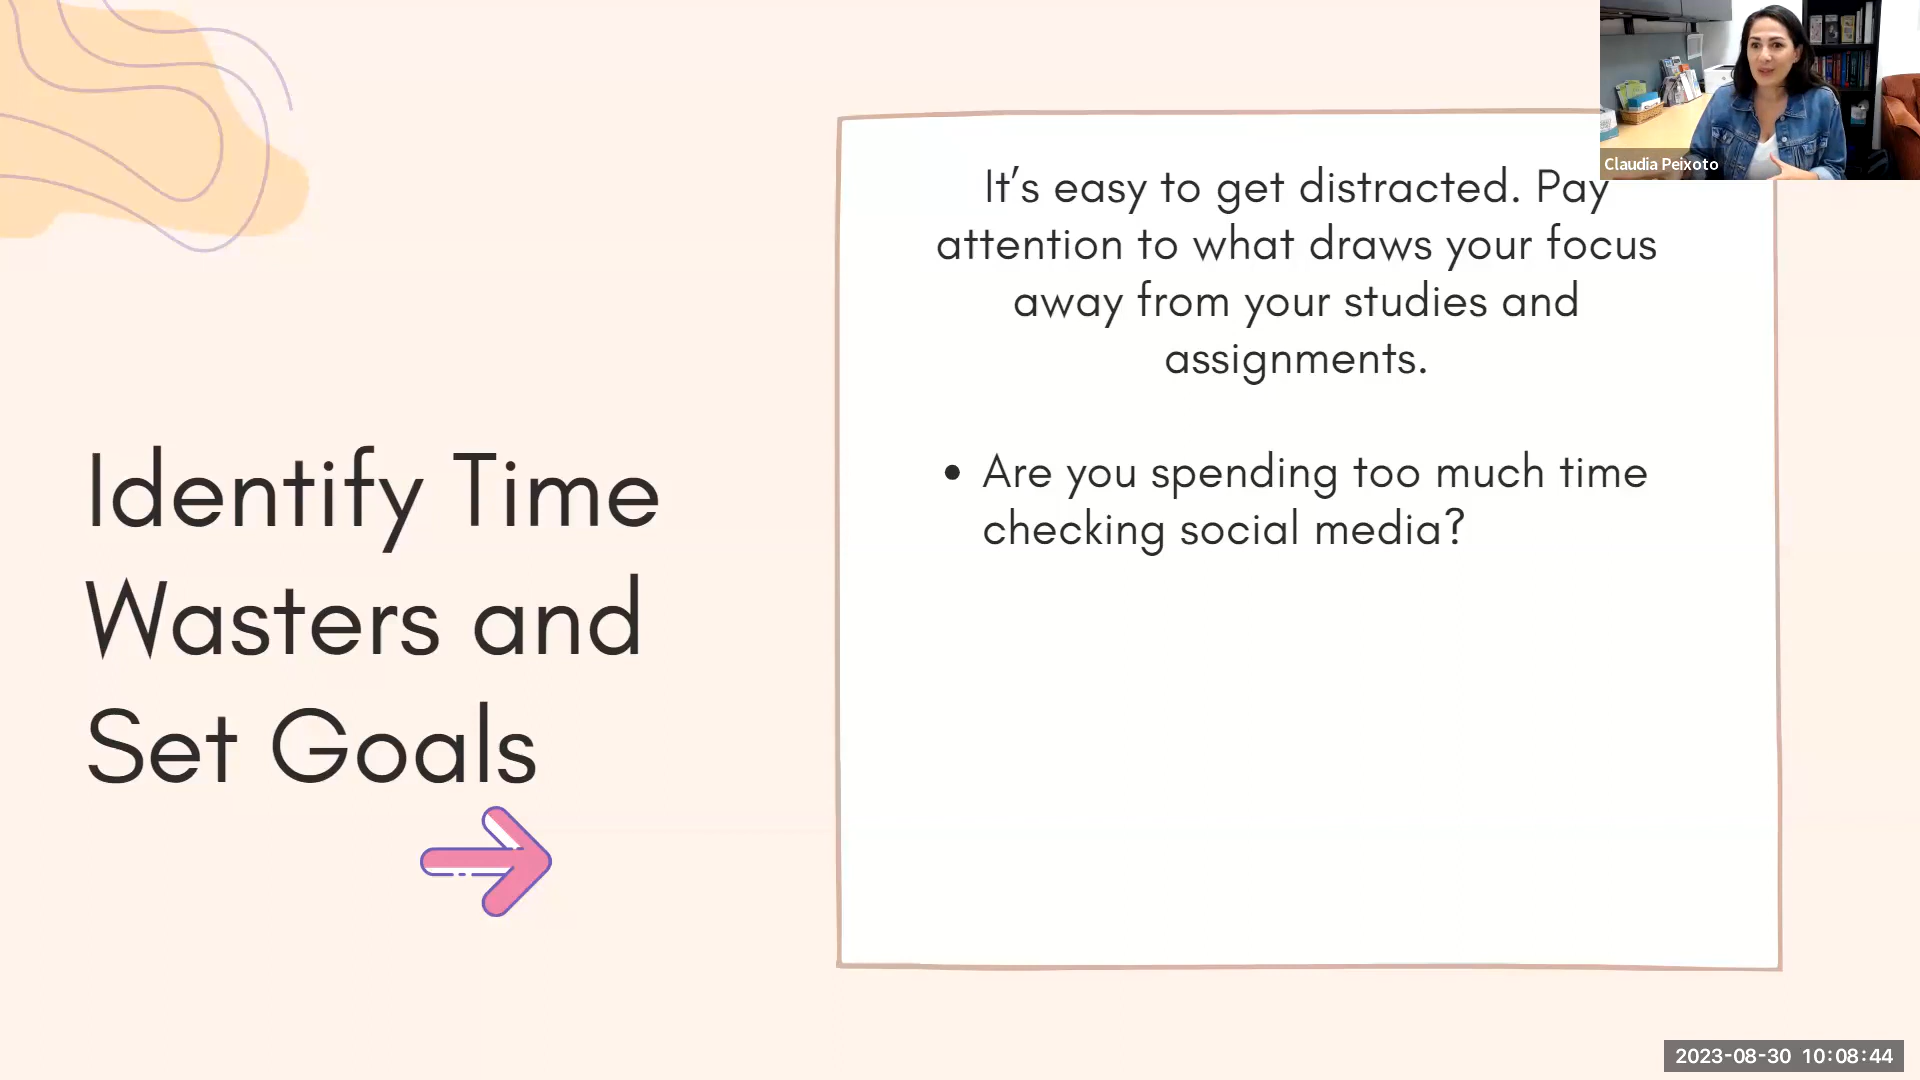 Claudia Peixoto
It’s easy to get distracted. Pay
attention to what draws your focus
away from your studies and
assignments.
Identify Time
Wasters and
Set Goals
• Are you spending too much time
checking social media?
2023-08-30 10:08:44